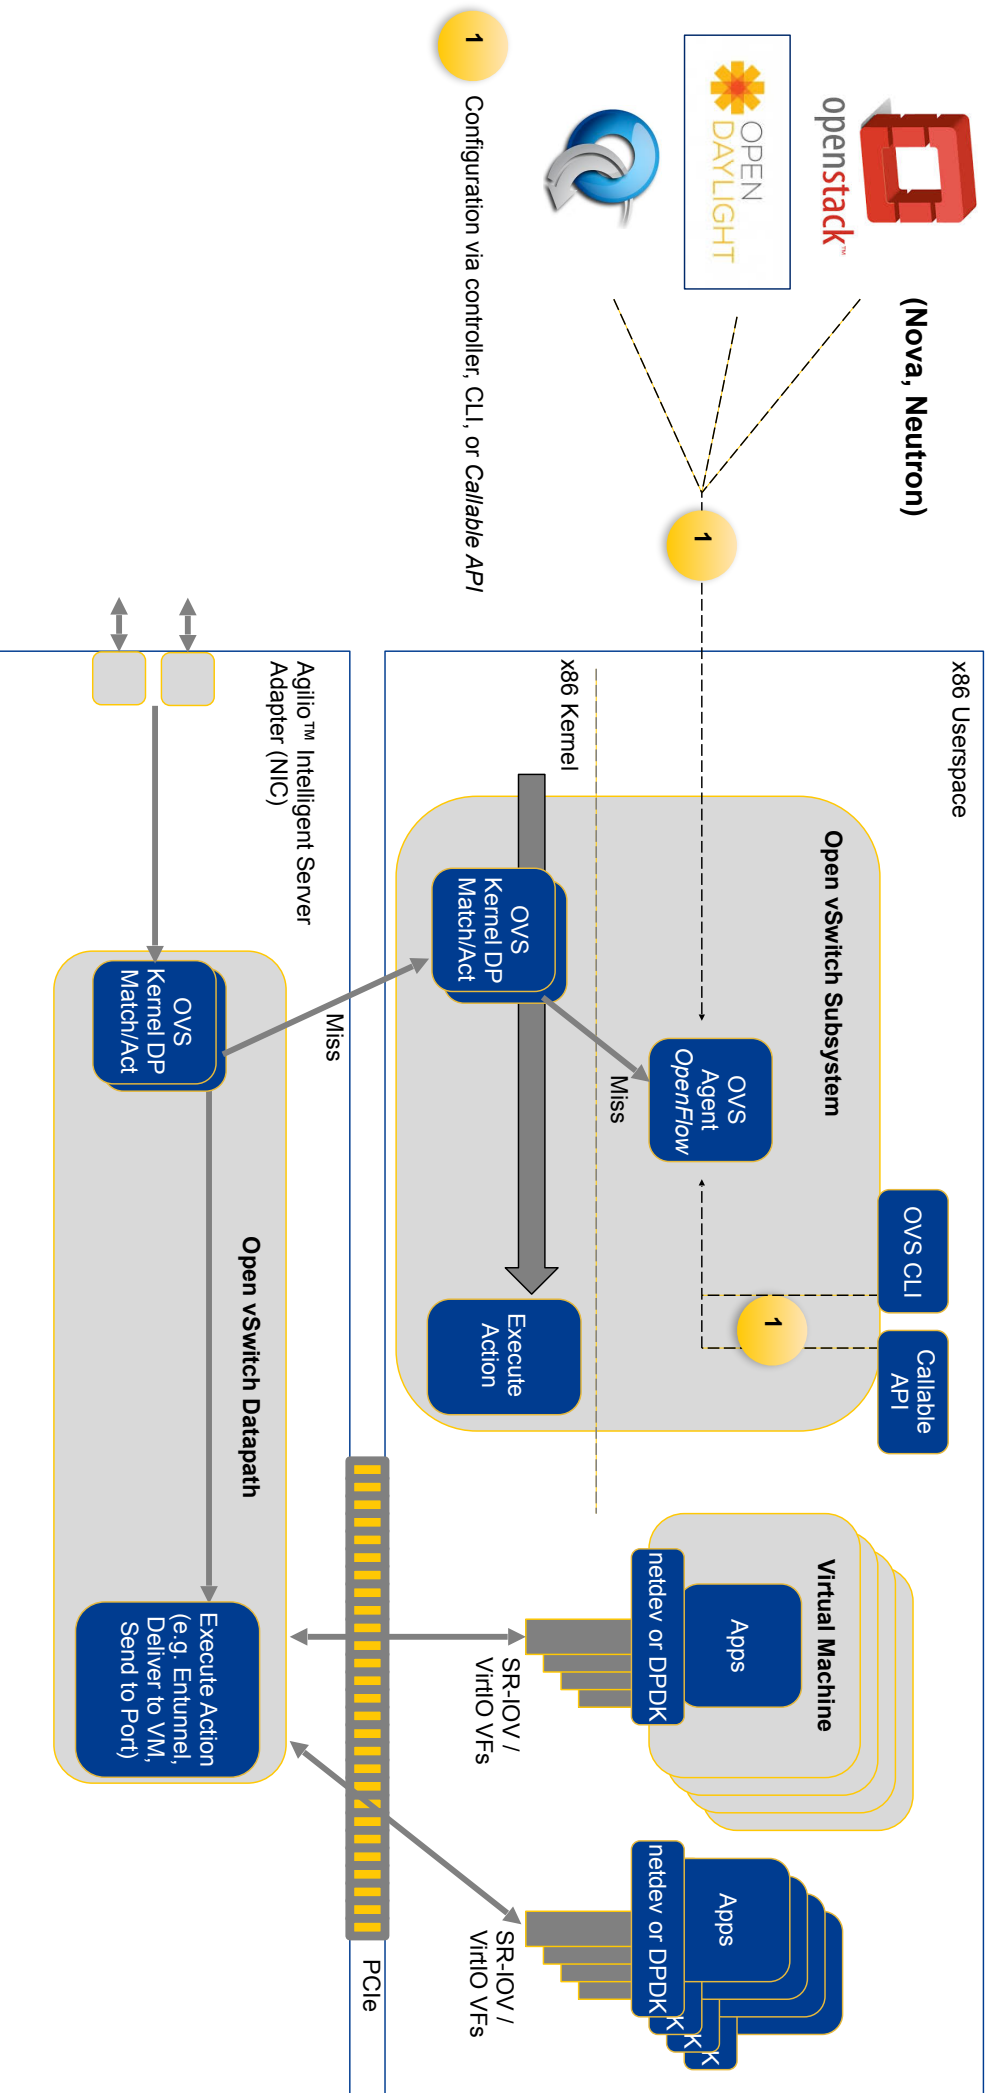 openstack™
(Nova, Neutron)
OPEN
DAYLIGHT
1
Configuration via controller, CLI, or Callable API
1
x86 Userspace
Open vSwitch Subsystem
OVS CLI
Callable
API
1
OVS
Agent
OpenFlow
Miss
x86 Kernel
OVS
Kernel DP
Match/Act
Execute
Action
Virtual Machine
Apps
netdev or DPDK
SR-IOV /
VirtIO VFs
Apps
netdev or DPDK
K
K
K
SR-IOV /
VirtIO VFs
PCIe
Miss
Agilio™ Intelligent Server
Adapter (NIC)
Open vSwitch Datapath
OVS
Kernel DP
Match/Act
Execute Action
(e.g. Entunnel,
Deliver to VM,
Send to Port)